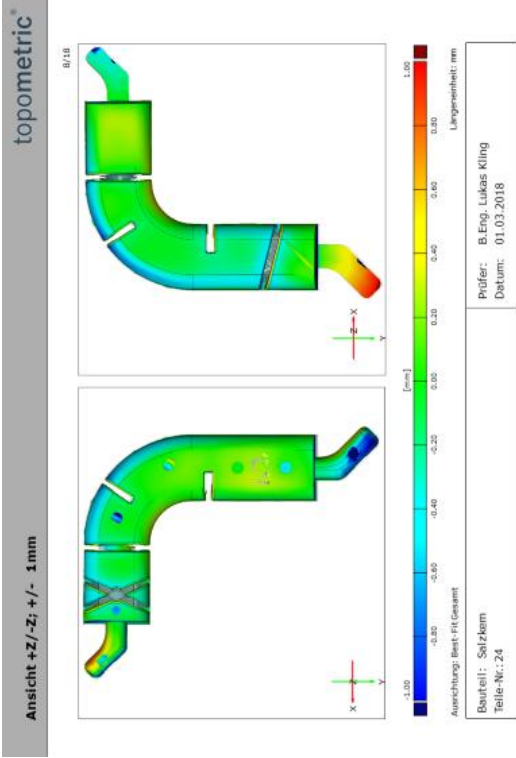 Ansicht +Z/-Z; +/- 1mm
topometric®
8/18
X
Z
Y
X
Z
Y
[mm]
-1.00
-0.80
-0.60
-0.40
-0.20
0.00
0.20
0.40
0.60
0.80
1.00
Ausrichtung: Best-Fit Gesamt
Längeneinheit: mm
Bauteil: Salzkern
Teile-Nr.: 24
Prüfer: B.Eng. Lukas Kling
Datum: 01.03.2018